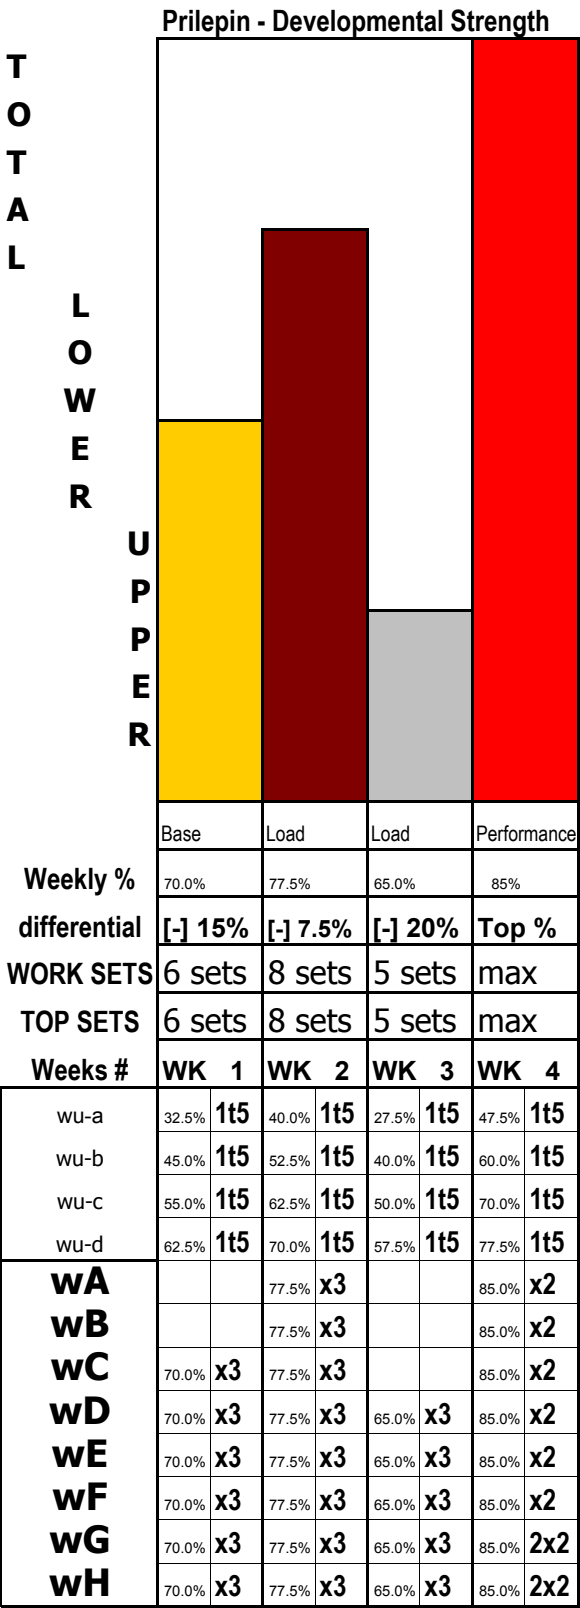 Prilepin - Developmental Strength
T
O
T
A
L
L
O
W
E
R
U
P
P
E
R
Base Load Load Performance
Weekly % 70.0% 77.5% 65.0% 85%
differential [-] 15% [-] 7.5% [-] 20% Top %
WORK SETS 6 sets 8 sets 5 sets max
TOP SETS 6 sets 8 sets 5 sets max
Weeks # WK 1 WK 2 WK 3 WK 4
wu-a 32.5% 1t5 40.0% 1t5 27.5% 1t5 47.5% 1t5
wu-b 45.0% 1t5 52.5% 1t5 40.0% 1t5 60.0% 1t5
wu-c 55.0% 1t5 62.5% 1t5 50.0% 1t5 70.0% 1t5
wu-d 62.5% 1t5 70.0% 1t5 57.5% 1t5 77.5% 1t5
wA 77.5% x3 85.0% x2
wB 77.5% x3 85.0% x2
wC 70.0% x3 77.5% x3 85.0% x2
wD 70.0% x3 77.5% x3 65.0% x3 85.0% x2
wE 70.0% x3 77.5% x3 65.0% x3 85.0% x2
wF 70.0% x3 77.5% x3 65.0% x3 85.0% x2
wG 70.0% x3 77.5% x3 65.0% x3 85.0% 2x2
wH 70.0% x3 77.5% x3 65.0% x3 85.0% 2x2